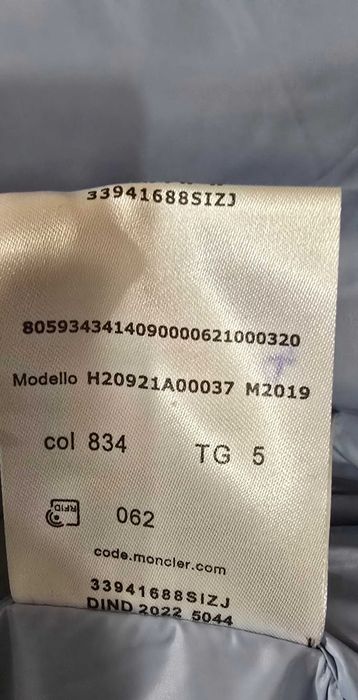 33941688SIZJ
8059343414090000621000320
Modello H20921A00037 M2019
col 834 TG 5
RFID 062
code.moncler.com
33941688SIZJ
DIND 2022 5044